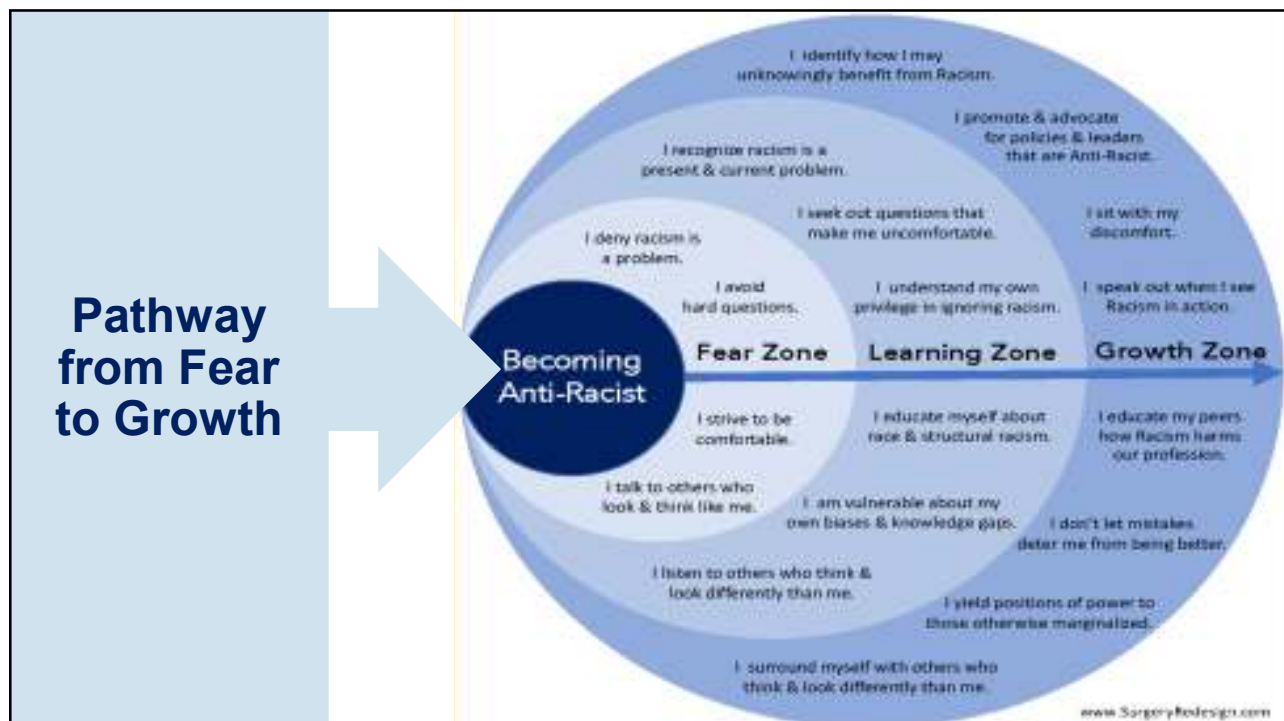 Pathway
from Fear
to Growth
Becoming
Anti-Racist
Fear Zone
I deny racism is
a problem.
I avoid
hard questions.
I strive to be
comfortable.
I talk to others who
look & think like me.
Learning Zone
I recognize racism is a
present & current problem.
I seek out questions that
make me uncomfortable.
I understand my own
privilege in ignoring racism.
I educate myself about
race & structural racism.
I am vulnerable about my
own biases & knowledge gaps.
I listen to others who think &
look differently than me.
Growth Zone
I identify how I may
unknowingly benefit from Racism.
I promote & advocate
for policies & leaders
that are Anti-Racist.
I sit with my
discomfort.
I speak out when I see
Racism in action.
I educate my peers
how Racism harms
our profession.
I don't let mistakes
deter me from being better.
I yield positions of power to
those otherwise marginalized.
I surround myself with others who
think & look differently than me.
www.SurgeryRedesign.com